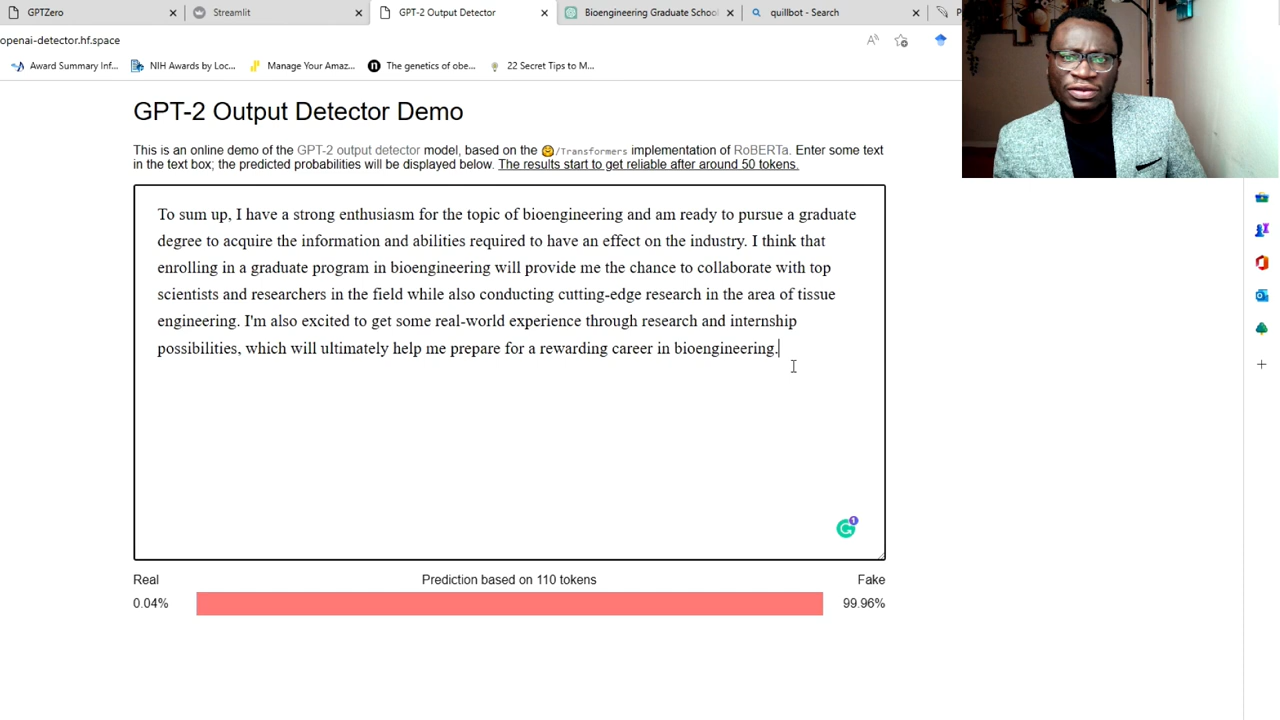 GPTZero
Streamlit
GPT-2 Output Detector
Bioengineering Graduate School
quillbot - Search
openai-detector.hf.space
Award Summary Inf...
NIH Awards by Loc...
Manage Your Amaz...
The genetics of obe...
22 Secret Tips to M...
GPT-2 Output Detector Demo
This is an online demo of the GPT-2 output detector model, based on the 🤗/Transformers implementation of RoBERTa. Enter some text
in the text box; the predicted probabilities will be displayed below. The results start to get reliable after around 50 tokens.
To sum up, I have a strong enthusiasm for the topic of bioengineering and am ready to pursue a graduate
degree to acquire the information and abilities required to have an effect on the industry. I think that
enrolling in a graduate program in bioengineering will provide me the chance to collaborate with top
scientists and researchers in the field while also conducting cutting-edge research in the area of tissue
engineering. I'm also excited to get some real-world experience through research and internship
possibilities, which will ultimately help me prepare for a rewarding career in bioengineering.
1
Real
Prediction based on 110 tokens
Fake
0.04%
99.96%